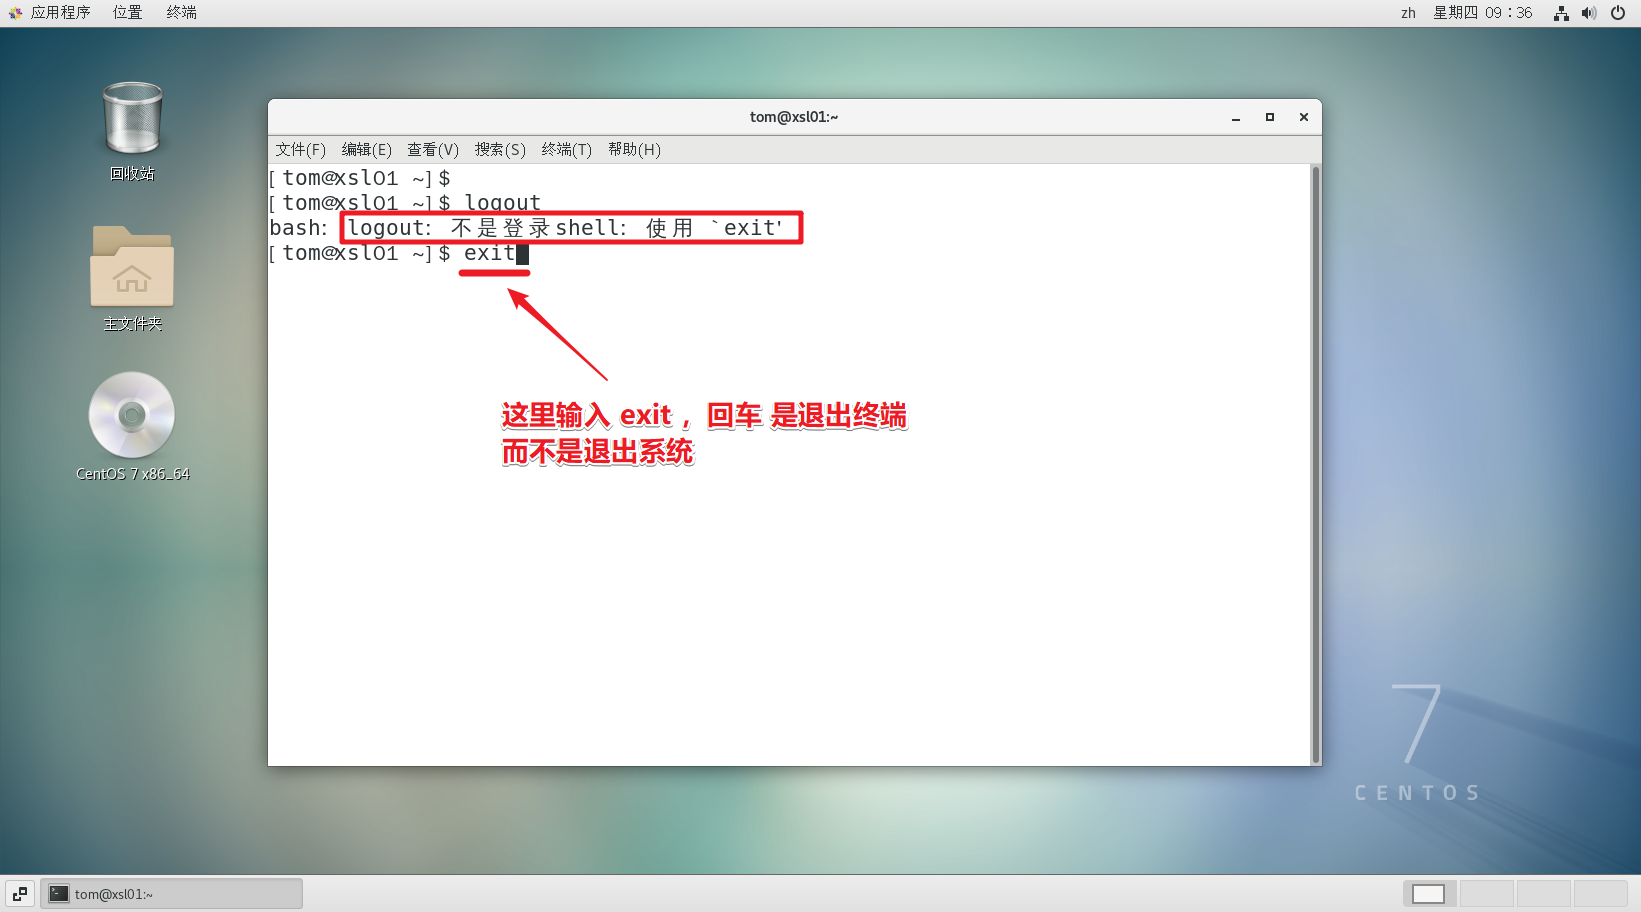 应用程序 位置 终端 zh 星期四 09：36
回收站
主文件夹
CentOS 7 x86_64
tom@xsl01:~
文件(F) 编辑(E) 查看(V) 搜索(S) 终端(T) 帮助(H)
[tom@xsl01 ~]$
[tom@xsl01 ~]$ logout
bash: logout: 不是登录shell: 使用 `exit'
[tom@xsl01 ~]$ exit
这里输入 exit ，回车 是退出终端
而不是退出系统
7
CENTOS
tom@xsl01:~